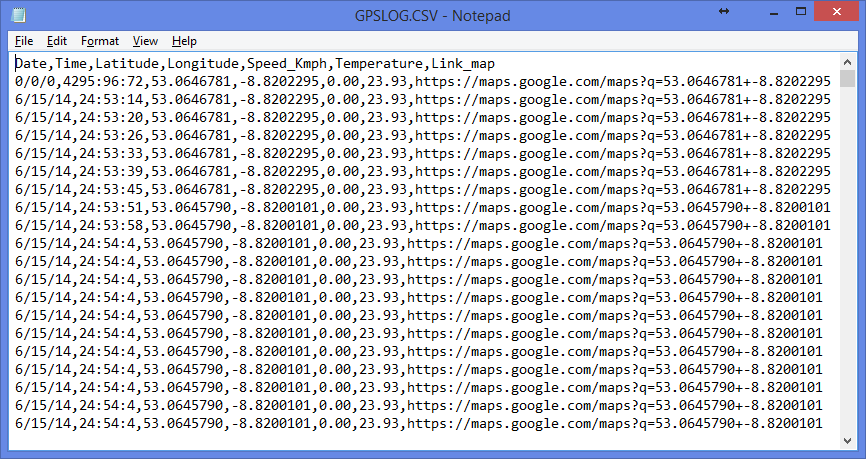 GPSLOG.CSV - Notepad
File Edit Format View Help
Date,Time,Latitude,Longitude,Speed_Kmph,Temperature,Link_map
0/0/0,4295:96:72,53.0646781,-8.8202295,0.00,23.93,https://maps.google.com/maps?q=53.0646781+-8.8202295
6/15/14,24:53:14,53.0646781,-8.8202295,0.00,23.93,https://maps.google.com/maps?q=53.0646781+-8.8202295
6/15/14,24:53:20,53.0646781,-8.8202295,0.00,23.93,https://maps.google.com/maps?q=53.0646781+-8.8202295
6/15/14,24:53:26,53.0646781,-8.8202295,0.00,23.93,https://maps.google.com/maps?q=53.0646781+-8.8202295
6/15/14,24:53:33,53.0646781,-8.8202295,0.00,23.93,https://maps.google.com/maps?q=53.0646781+-8.8202295
6/15/14,24:53:39,53.0646781,-8.8202295,0.00,23.93,https://maps.google.com/maps?q=53.0646781+-8.8202295
6/15/14,24:53:45,53.0646781,-8.8202295,0.00,23.93,https://maps.google.com/maps?q=53.0646781+-8.8202295
6/15/14,24:53:51,53.0645790,-8.8200101,0.00,23.93,https://maps.google.com/maps?q=53.0645790+-8.8200101
6/15/14,24:53:58,53.0645790,-8.8200101,0.00,23.93,https://maps.google.com/maps?q=53.0645790+-8.8200101
6/15/14,24:54:4,53.0645790,-8.8200101,0.00,23.93,https://maps.google.com/maps?q=53.0645790+-8.8200101
6/15/14,24:54:4,53.0645790,-8.8200101,0.00,23.93,https://maps.google.com/maps?q=53.0645790+-8.8200101
6/15/14,24:54:4,53.0645790,-8.8200101,0.00,23.93,https://maps.google.com/maps?q=53.0645790+-8.8200101
6/15/14,24:54:4,53.0645790,-8.8200101,0.00,23.93,https://maps.google.com/maps?q=53.0645790+-8.8200101
6/15/14,24:54:4,53.0645790,-8.8200101,0.00,23.93,https://maps.google.com/maps?q=53.0645790+-8.8200101
6/15/14,24:54:4,53.0645790,-8.8200101,0.00,23.93,https://maps.google.com/maps?q=53.0645790+-8.8200101
6/15/14,24:54:4,53.0645790,-8.8200101,0.00,23.93,https://maps.google.com/maps?q=53.0645790+-8.8200101
6/15/14,24:54:4,53.0645790,-8.8200101,0.00,23.93,https://maps.google.com/maps?q=53.0645790+-8.8200101
6/15/14,24:54:4,53.0645790,-8.8200101,0.00,23.93,https://maps.google.com/maps?q=53.0645790+-8.8200101
6/15/14,24:54:4,53.0645790,-8.8200101,0.00,23.93,https://maps.google.com/maps?q=53.0645790+-8.8200101
6/15/14,24:54:4,53.0645790,-8.8200101,0.00,23.93,https://maps.google.com/maps?q=53.0645790+-8.8200101